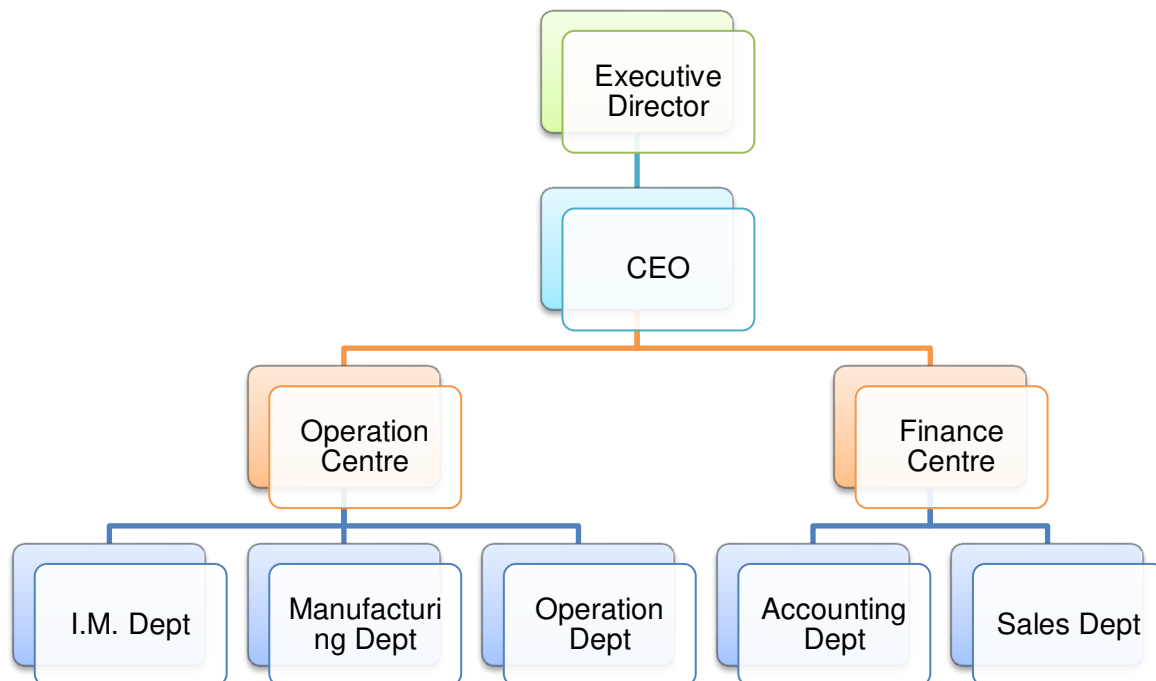 Executive
Director
CEO
Operation
Centre
Finance
Centre
I.M. Dept
Manufacturi
ng Dept
Operation
Dept
Accounting
Dept
Sales Dept